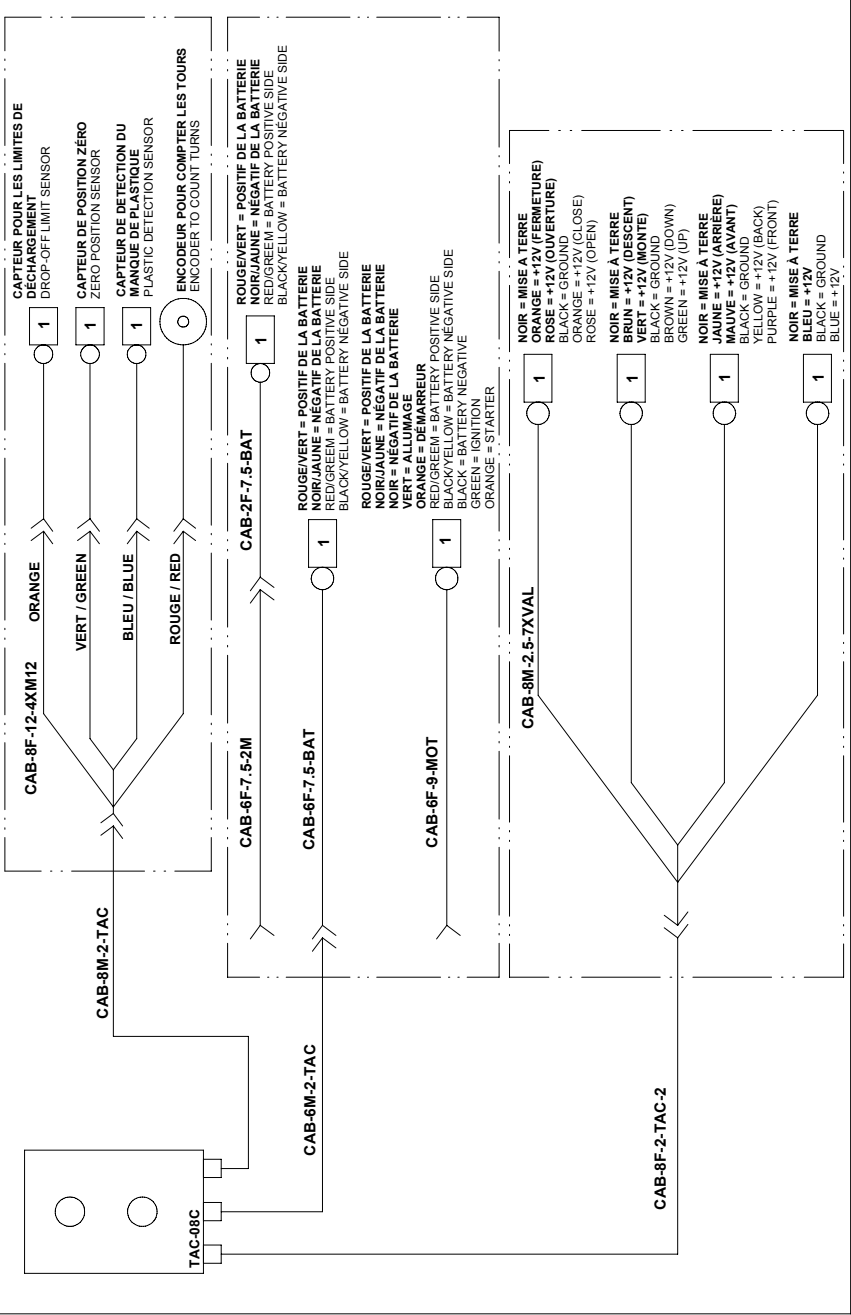 CAPTEUR POUR LES LIMITES DE
DÉCHARGEMENT
DROP-OFF LIMIT SENSOR
1
CAPTEUR DE POSITION ZÉRO
ZERO POSITION SENSOR
1
CAPTEUR DE DETECTION DU
MANQUE DE PLASTIQUE
PLASTIC DETECTION SENSOR
1
ENCODEUR POUR COMPTER LES TOURS
ENCODER TO COUNT TURNS
CAB-8F-12-4XM12
ORANGE
VERT / GREEN
BLEU / BLUE
ROUGE / RED
CAB-8M-2-TAC
ROUGE/VERT = POSITIF DE LA BATTERIE
NOIR/JAUNE = NÉGATIF DE LA BATTERIE
RED/GREEM = BATTERY POSITIVE SIDE
BLACK/YELLOW = BATTERY NÉGATIVE SIDE
1
CAB-2F-7.5-BAT
CAB-6F-7.5-2M
ROUGE/VERT = POSITIF DE LA BATTERIE
NOIR/JAUNE = NÉGATIF DE LA BATTERIE
RED/GREEM = BATTERY POSITIVE SIDE
BLACK/YELLOW = BATTERY NÉGATIVE SIDE
1
CAB-6F-7.5-BAT
ROUGE/VERT = POSITIF DE LA BATTERIE
NOIR/JAUNE = NÉGATIF DE LA BATTERIE
NOIR = NÉGATIF DE LA BATTERIE
VERT = ALLUMAGE
ORANGE = DÉMARREUR
RED/GREEM = BATTERY POSITIVE SIDE
BLACK/YELLOW = BATTERY NÉGATIVE SIDE
BLACK = BATTERY NEGATIVE
GREEN = IGNITION
ORANGE = STARTER
1
CAB-6F-9-MOT
CAB-6M-2-TAC
TAC-08C
NOIR = MISE A TERRE
ORANGE = +12V (FERMETURE)
ROSE = +12V (OUVERTURE)
BLACK = GROUND
ORANGE = +12V (CLOSE)
ROSE = +12V (OPEN)
1
NOIR = MISE À TERRE
BRUN = +12V (DESCENT)
VERT = +12V (MONTE)
BLACK = GROUND
BROWN = +12V (DOWN)
GREEN = +12V (UP)
1
NOIR = MISE À TERRE
JAUNE = +12V (ARRIÈRE)
MAUVE = +12V (AVANT)
BLACK = GROUND
YELLOW = +12V (BACK)
PURPLE = +12V (FRONT)
1
NOIR = MISE À TERRE
BLEU = +12V
BLACK = GROUND
BLUE = +12V
1
CAB-8M-2.5-7XVAL
CAB-8F-2-TAC-2